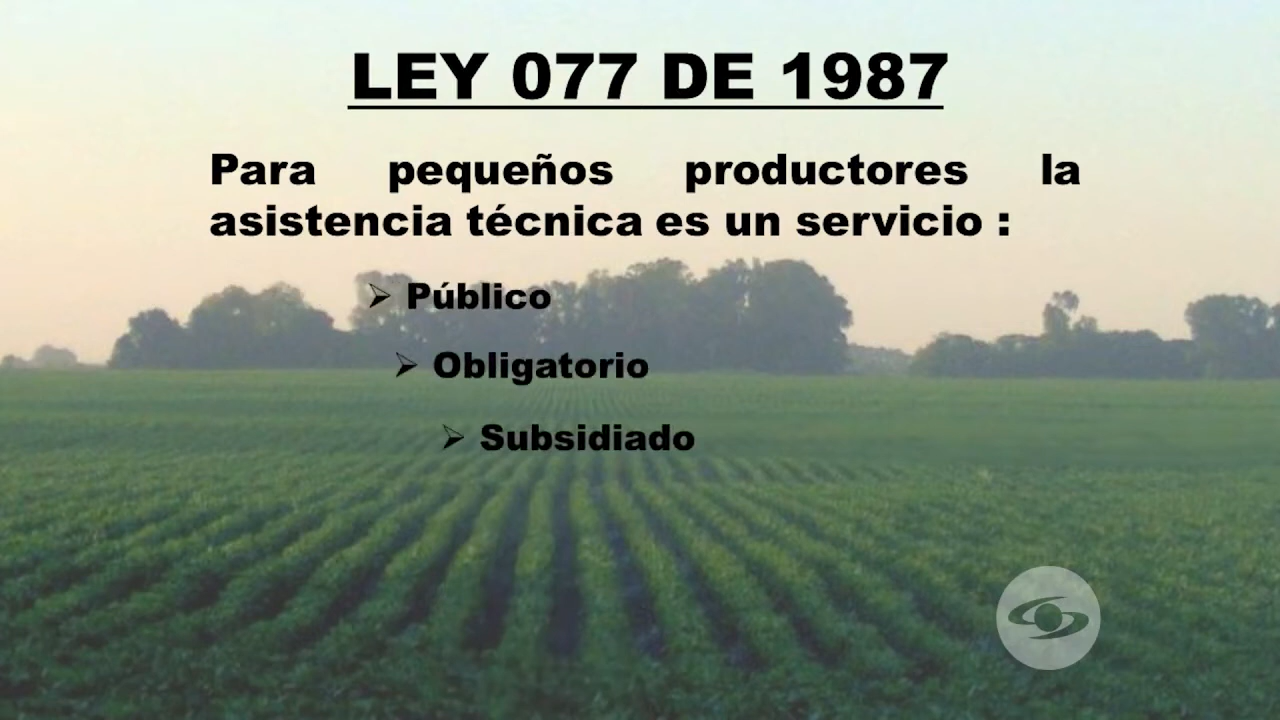 LEY 077 DE 1987
Para pequeños productores la
asistencia técnica es un servicio :
Público
Obligatorio
Subsidiado